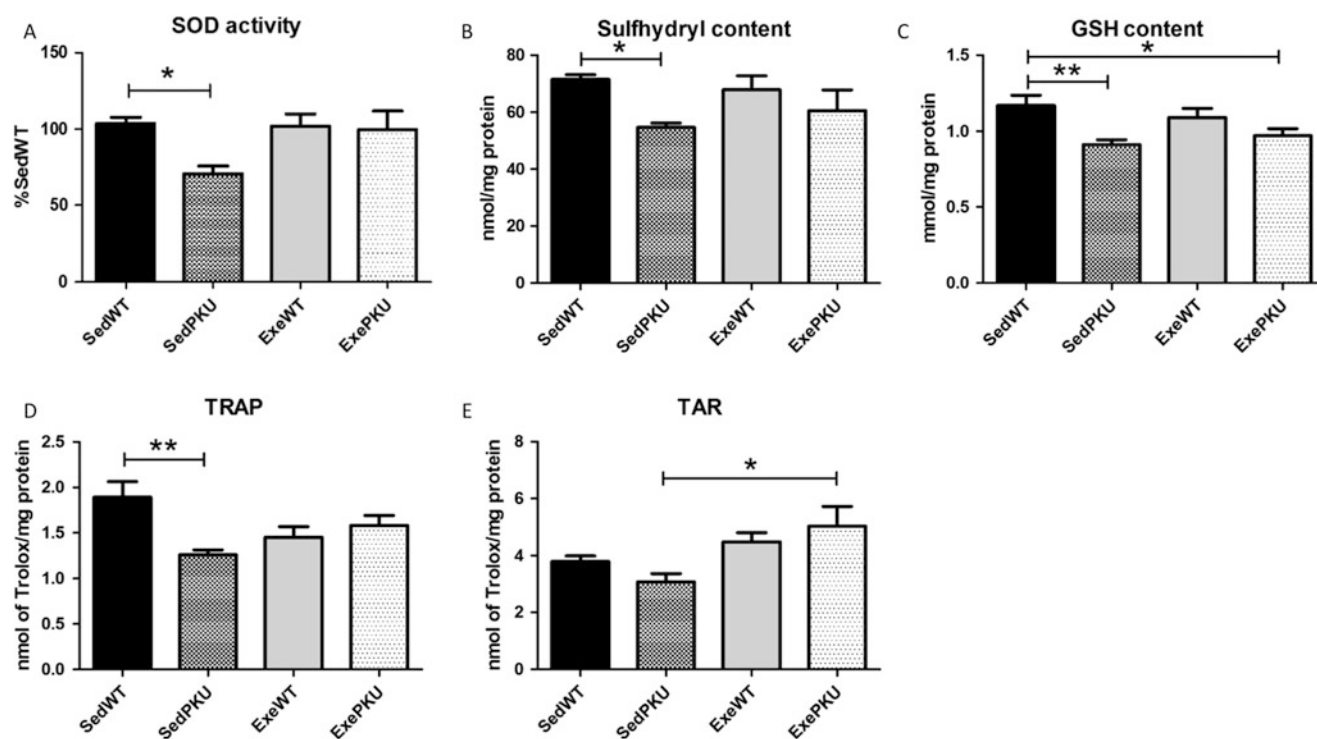 A
SOD activity
%SedWT
150
100
50
0
*
SedWT
SedPKU
ExeWT
ExePKU
B
Sulfhydryl content
nmol/mg protein
80
60
40
20
0
*
SedWT
SedPKU
ExeWT
ExePKU
C
GSH content
mmol/mg protein
1.5
1.0
0.5
0.0
*
**
SedWT
SedPKU
ExeWT
ExePKU
D
TRAP
nmol of Trolox/mg protein
2.5
2.0
1.5
1.0
0.5
0.0
**
SedWT
SedPKU
ExeWT
ExePKU
E
TAR
nmol of Trolox/mg protein
8
6
4
2
0
*
SedWT
SedPKU
ExeWT
ExePKU